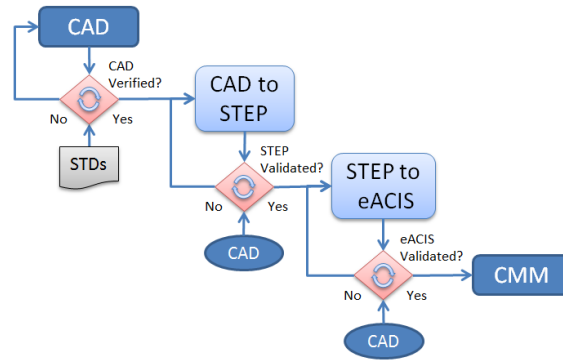 CAD
CAD
Verified?
No
Yes
STDs
CAD to
STEP
STEP
Validated?
No
Yes
CAD
STEP to
eACIS
eACIS
Validated?
No
Yes
CMM
CAD